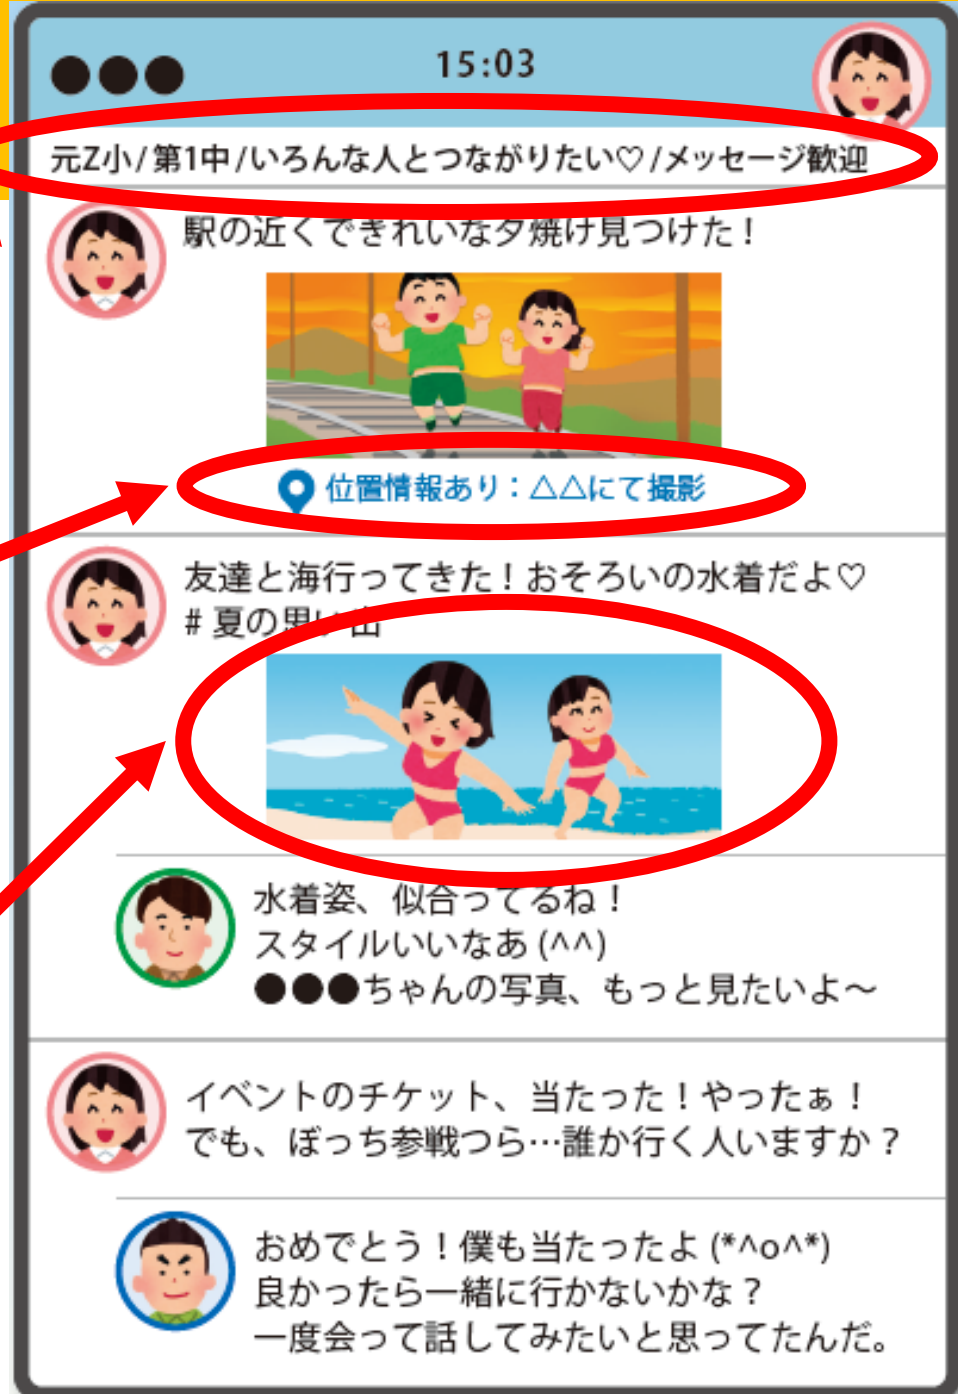 ●●●
15:03
元Z小/第1中/いろんな人とつながりたい♡/メッセージ歓迎
駅の近くできれいな夕焼け見つけた！
位置情報あり：△△にて撮影
友達と海行ってきた！おそろいの水着だよ♡
# 夏の思い出
水着姿、似合ってるね！
スタイルいいなあ (^^)
●●●ちゃんの写真、もっと見たいよ〜
イベントのチケット、当たった！やったぁ！
でも、ぼっち参戦つら…誰か行く人いますか？
おめでとう！僕も当たったよ (*^o^*)
良かったら一緒に行かないかな？
一度会って話してみたいと思ってたんだ。